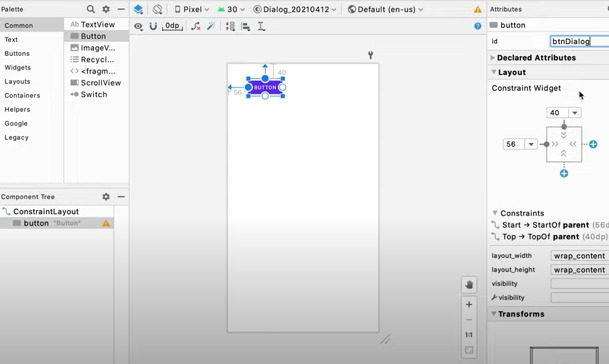 Palette
Pixel
30
Dialog_20210412
Default (en-us)
Attributes
Common
Text
Buttons
Widgets
Layouts
Containers
Helpers
Google
Legacy
Ab TextView
Button
ImageV...
Recycl...
<fragm...
ScrollView
Switch
0dp
40
56
BUTTON
Component Tree
ConstraintLayout
button "Button"
1:1
button
id
btnDialog
Declared Attributes
Layout
Constraint Widget
40
56
Constraints
Start → StartOf parent (56d
Top → TopOf parent (40dp)
layout_width
wrap_content
layout_height
wrap_content
visibility
visibility
Transforms